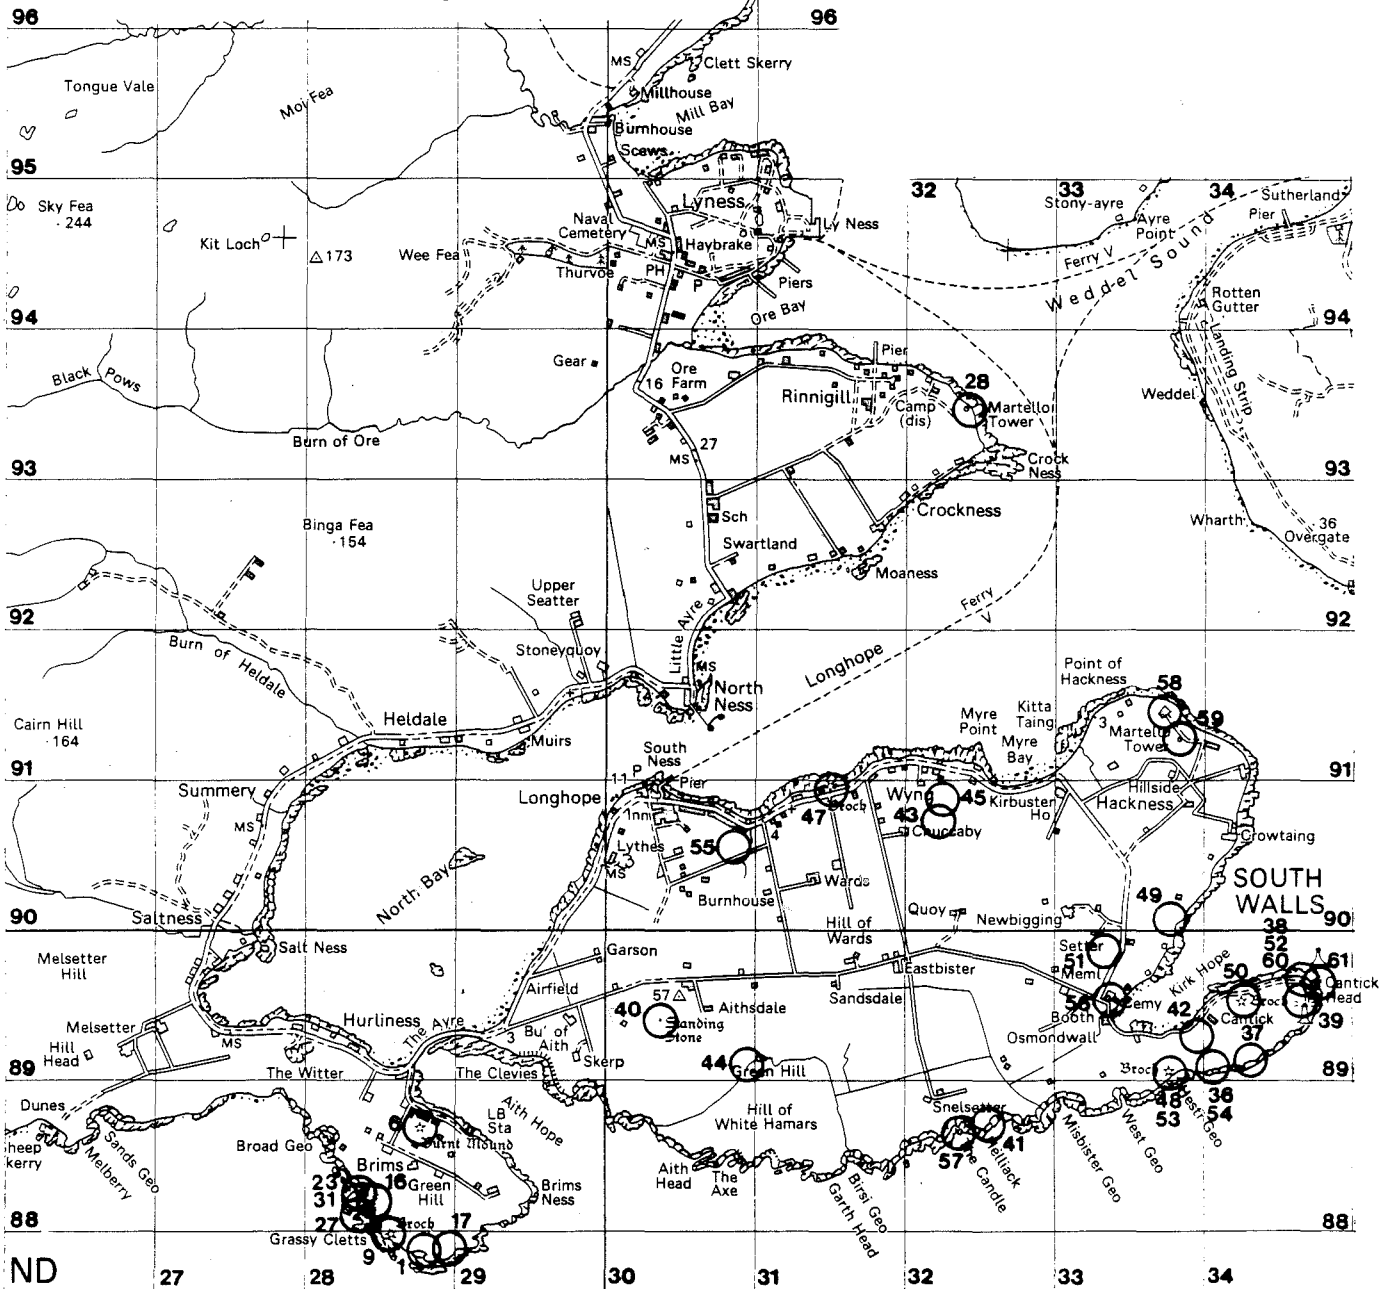 96
96
MS
Clett Skerry
Tongue Vale
Millhouse
Moi Fea
Mill Bay
Burnhouse
Scews
95
32
33
34
Lyness
Sutherland
Pier
Stony-ayre
Ayre
Point
Sky Fea
· 244
Naval
Cemetery
Ly Ness
Kit Loch
173
Wee Fea
MS
Haybrake
Ferry V
Weddel Sound
Thurvoe
PH
P
Piers
Rotten
Gutter
Ore Bay
94
94
Landing Strip
Gear
Pier
Black Pows
16
Ore
Farm
Rinnigill
28
Camp
(dis)
Martello
Tower
Weddel
Burn of Ore
27
MS
Crock
Ness
93
93
Sch
Crockness
Binga Fea
· 154
Wharth
36
Overgate
Swartland
Moaness
Upper
Seatter
Ferry
V
92
92
Little Ayre
Burn of Heldale
Stoneyquoy
MS
Longhope
Point of
Hackness
North
Ness
58
Cairn Hill
· 164
Heldale
Kitta
Taing
3
59
Myre
Point
Martello
Tower
Muirs
South
Ness
Myre
Bay
91
11
P
Pier
91
Summery
Longhope
Wyng
45
Kirbuster
Ho
Hillside
Hackness
Broch
47
43
MS
Inn
4
Chuccaby
Crowtaing
Lythes
55
MS
North Bay
Wards
SOUTH
WALLS
Burnhouse
49
Saltness
90
Quoy
Newbigging
90
Hill of
Wards
38
52
60
Salt Ness
Garson
Setter
51
Meml
Kirk Hope
61
Melsetter
Hill
Eastbister
50
Broch
Cantick
Head
Airfield
57
Sandsdale
56
Cemy
42
Cantick
39
40
Aithsdale
Booth
Melsetter
Hurliness
The Ayre
3
Bu' of
Aith
Standing
Stone
Osmondwall
37
Hill
Head
MS
Skerp
44
Green Hill
Broch
89
The Witter
The Clevies
89
48
53
36
54
Hestri Geo
Dunes
Aith Hope
Hill of
White Hamars
Snelsetter
LB
Sta
6
Burnt Mound
Sheep
Skerry
Sands Geo
Melberry
Broad Geo
41
57
The Candle
Misbister Geo
West Geo
Brims
Aith
Head
The
Axe
Birsi Geo
Garth Head
23
31
16
Green
Hill
Brims
Ness
88
27
Broch
17
88
Grassy Cletts
9
1
ND
27
28
29
30
31
32
33
34